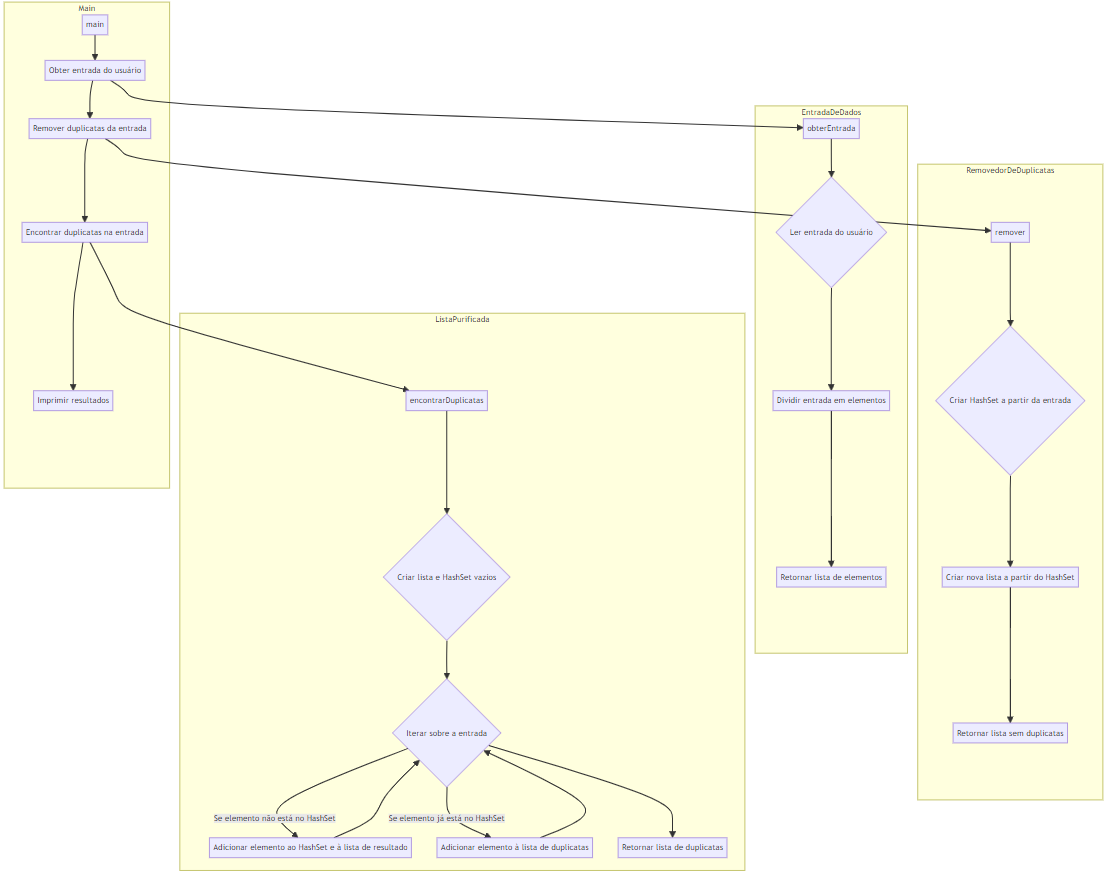 Main
main
Obter entrada do usuário
Remover duplicatas da entrada
Encontrar duplicatas na entrada
Imprimir resultados
EntradaDeDados
obterEntrada
Ler entrada do usuário
Dividir entrada em elementos
Retornar lista de elementos
RemovedorDeDuplicatas
remover
Criar HashSet a partir da entrada
Criar nova lista a partir do HashSet
Retornar lista sem duplicatas
ListaPurificada
encontrarDuplicatas
Criar lista e HashSet vazios
Iterar sobre a entrada
Se elemento não está no HashSet
Se elemento já está no HashSet
Adicionar elemento ao HashSet e à lista de resultado
Adicionar elemento à lista de duplicatas
Retornar lista de duplicatas